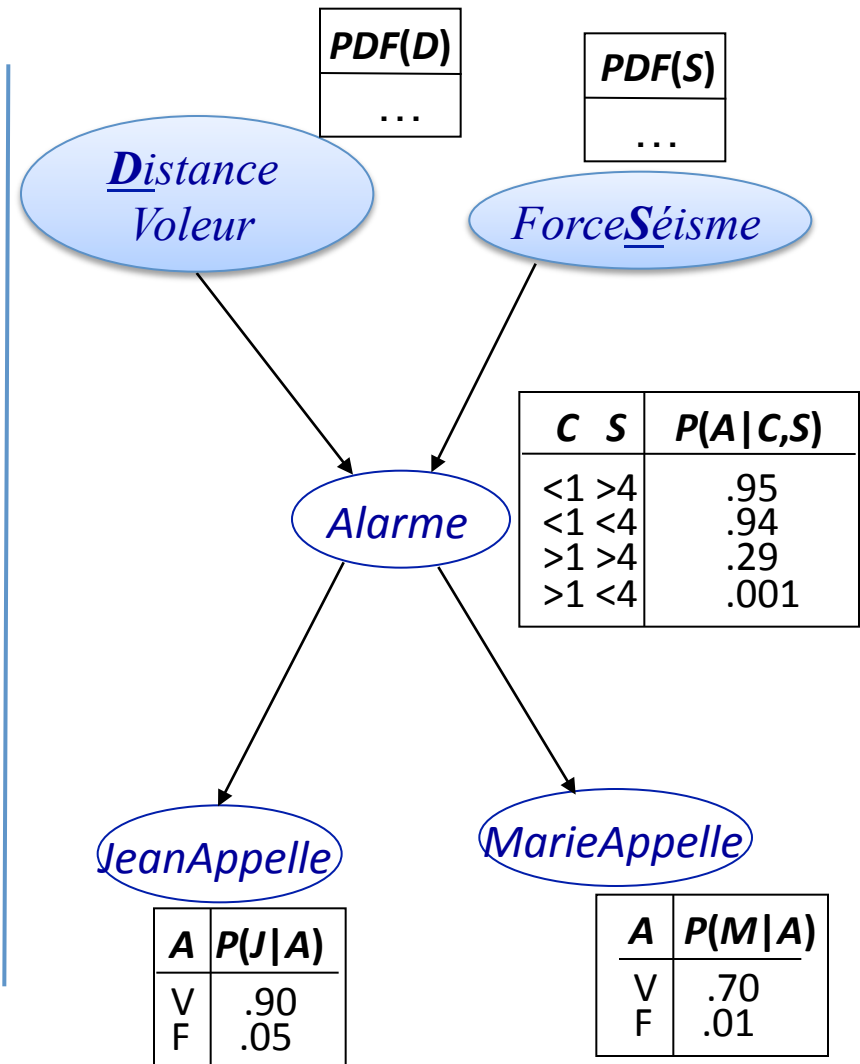 PDF(D)
...
PDF(S)
...
Distance
Voleur
ForceSéisme
C S P(A|C,S)
<1 >4 .95
<1 <4 .94
>1 >4 .29
>1 <4 .001
Alarme
JeanAppelle
MarieAppelle
A P(J|A)
V .90
F .05
A P(M|A)
V .70
F .01